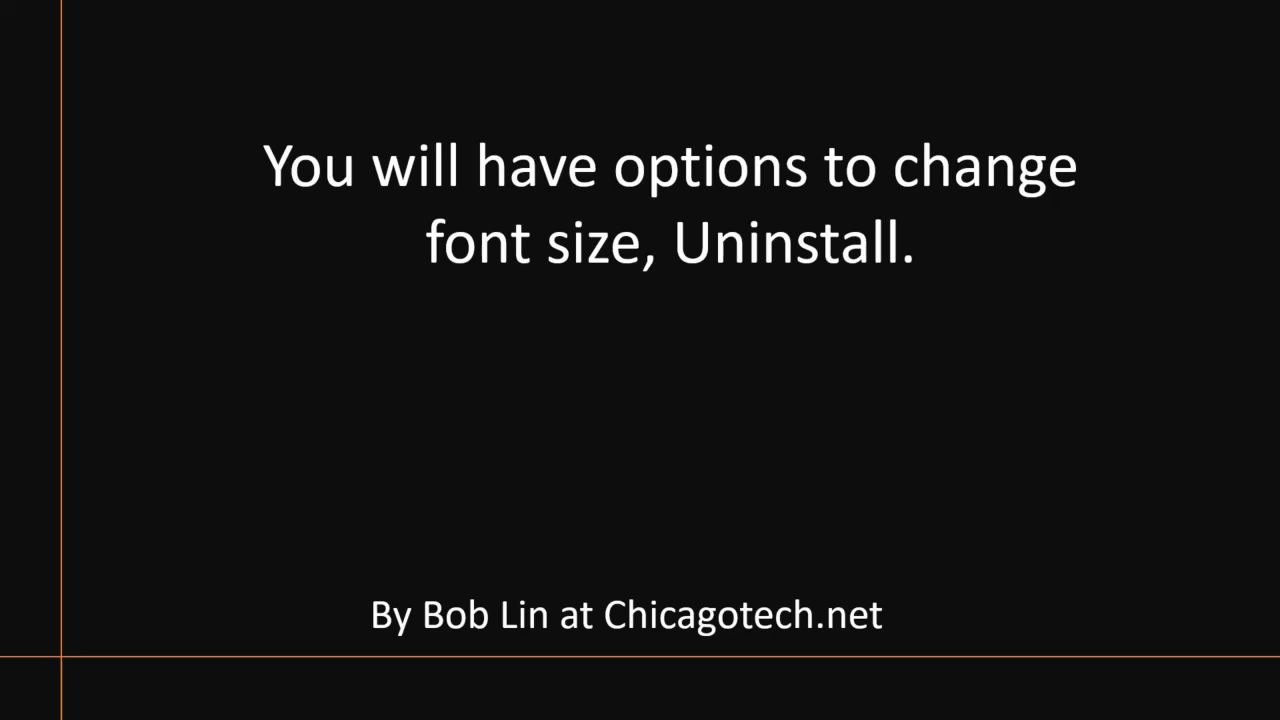 You will have options to change
font size, Uninstall.
By Bob Lin at Chicagotech.net